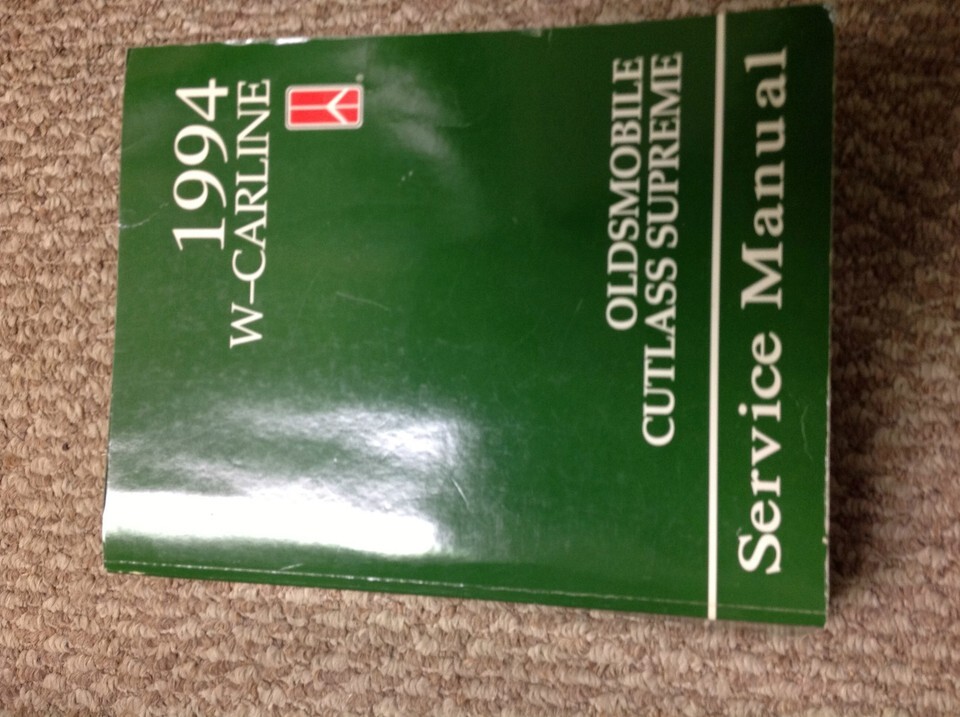 1994
W–CARLINE
OLDSMOBILE
CUTLASS SUPREME
Service Manual